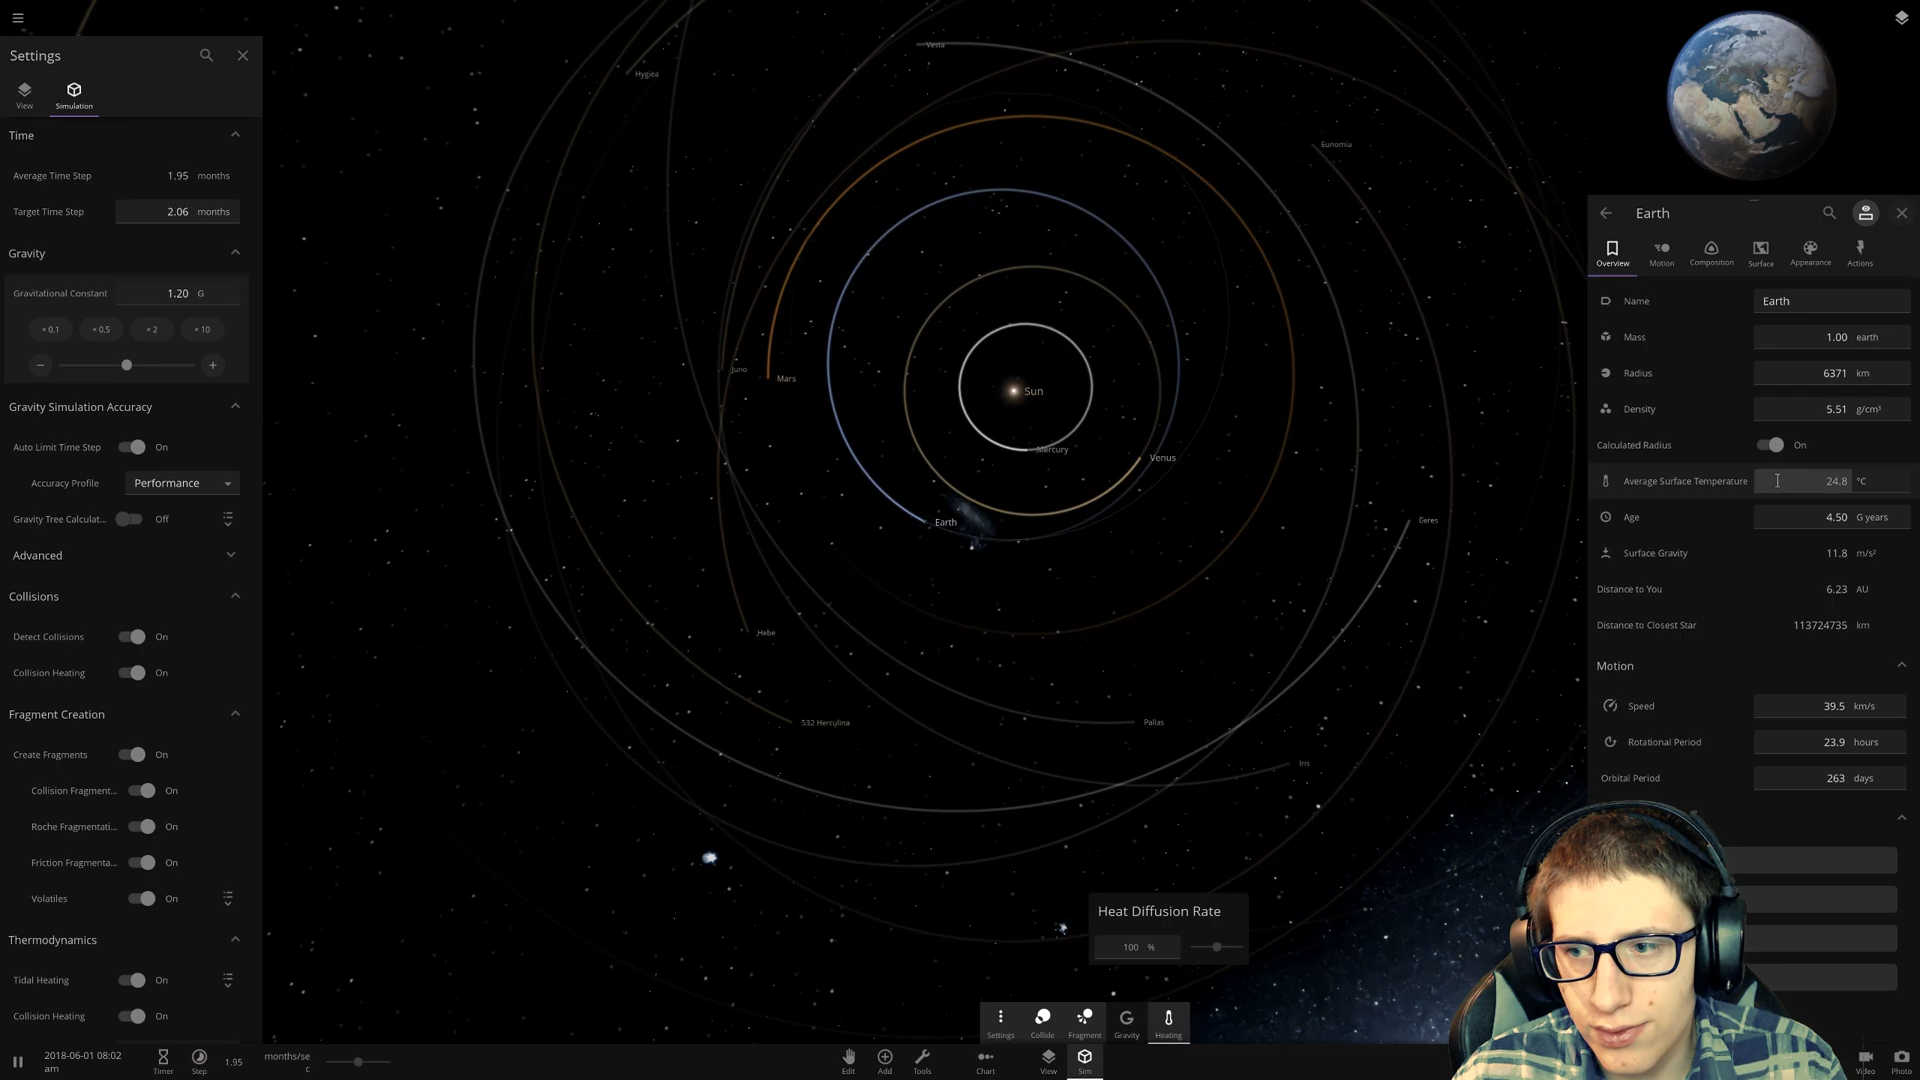 Settings
View
Simulation
Time
Average Time Step 1.95 months
Target Time Step 2.06 months
Gravity
Gravitational Constant 1.20 G
× 0.1 × 0.5 × 2 × 10
Gravity Simulation Accuracy
Auto Limit Time Step On
Accuracy Profile Performance
Gravity Tree Calculat... Off
Advanced
Collisions
Detect Collisions On
Collision Heating On
Fragment Creation
Create Fragments On
Collision Fragment... On
Roche Fragmentati... On
Friction Fragmenta... On
Volatiles On
Thermodynamics
Tidal Heating On
Collision Heating On
Vesta
Hygiea
Eunomia
Juno
Mars
Sun
Mercury
Venus
Earth
Ceres
Hebe
532 Herculina
Pallas
Iris
Heat Diffusion Rate
100 %
Settings Collide Fragment Gravity Heating
2018-06-01 08:02
am
Timer
Step
1.95
months/se
c
Edit Add Tools Chart View Sim
Video Photo
Earth
Overview Motion Composition Surface Appearance Actions
Name Earth
Mass 1.00 earth
Radius 6371 km
Density 5.51 g/cm³
Calculated Radius On
Average Surface Temperature 24.8 °C
Age 4.50 G years
Surface Gravity 11.8 m/s²
Distance to You 6.23 AU
Distance to Closest Star 113724735 km
Motion
Speed 39.5 km/s
Rotational Period 23.9 hours
Orbital Period 263 days